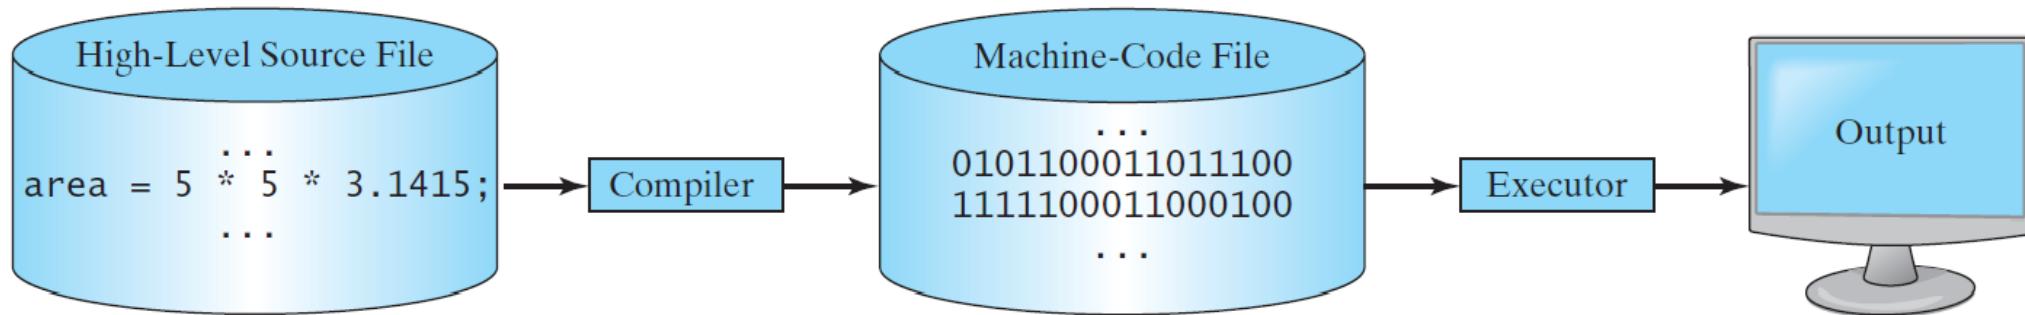 High-Level Source File
...
area = 5 * 5 * 3.1415;
...
Compiler
Machine-Code File
...
0101100011011100
1111100011000100
...
Executor
Output